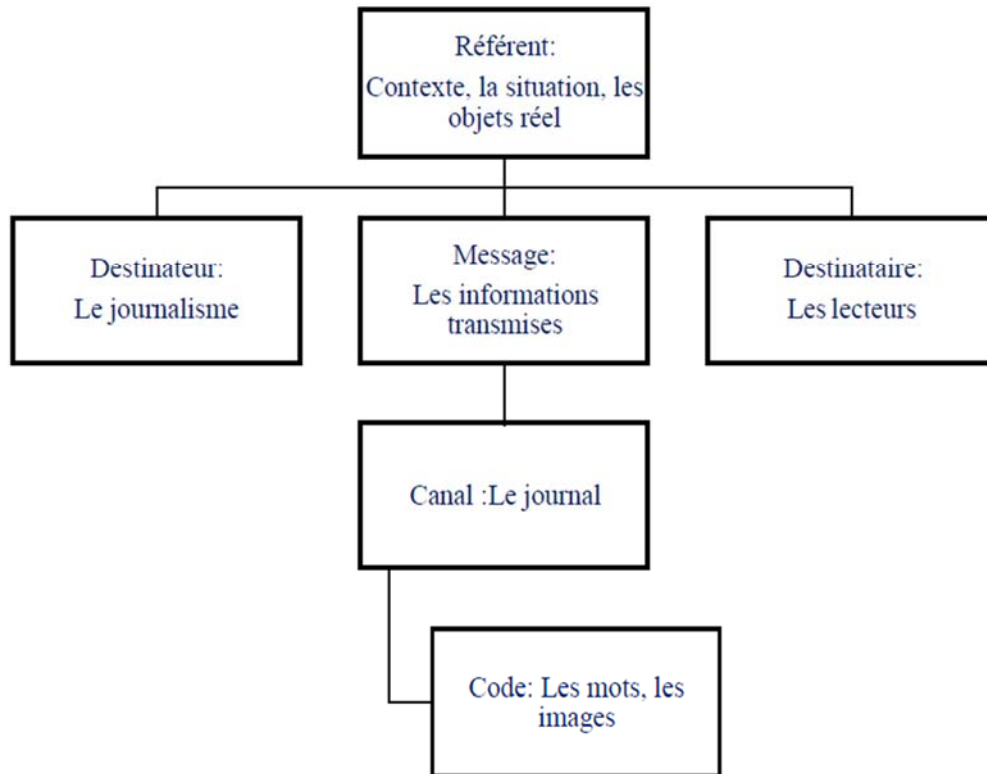 Référent:
Contexte, la situation, les
objets réel
Destinateur:
Le journalisme
Message:
Les informations
transmises
Destinataire:
Les lecteurs
Canal :Le journal
Code: Les mots, les
images